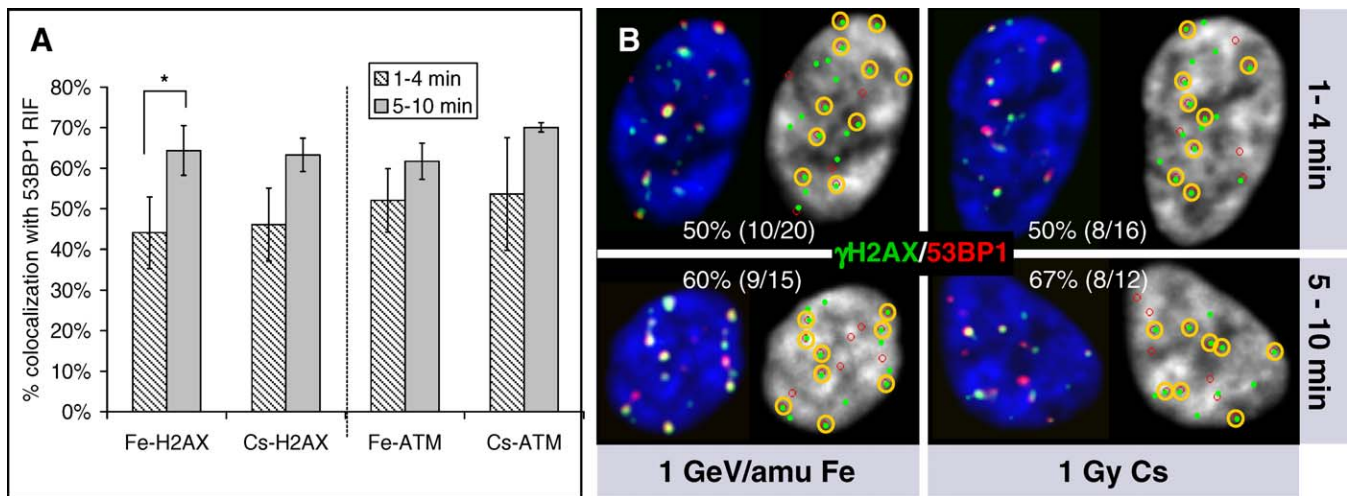 A
% colocalization with 53BP1 RIF
80%
70%
60%
50%
40%
30%
20%
10%
0%
*
1-4 min
5-10 min
Fe-H2AX
Cs-H2AX
Fe-ATM
Cs-ATM
B
50% (10/20)
50% (8/16)
γH2AX/53BP1
60% (9/15)
67% (8/12)
1- 4 min
5 - 10 min
1 GeV/amu Fe
1 Gy Cs